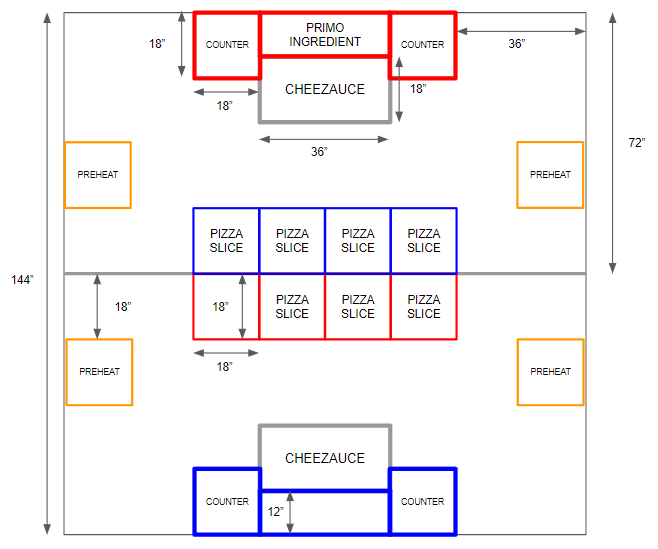 PRIMO
INGREDIENT
COUNTER
COUNTER
18”
36”
CHEEZAUCE
18”
18”
36”
72”
PREHEAT
PREHEAT
PIZZA
SLICE
PIZZA
SLICE
PIZZA
SLICE
PIZZA
SLICE
144”
18”
18”
PIZZA
SLICE
PIZZA
SLICE
PIZZA
SLICE
18”
PREHEAT
PREHEAT
CHEEZAUCE
COUNTER
12”
COUNTER